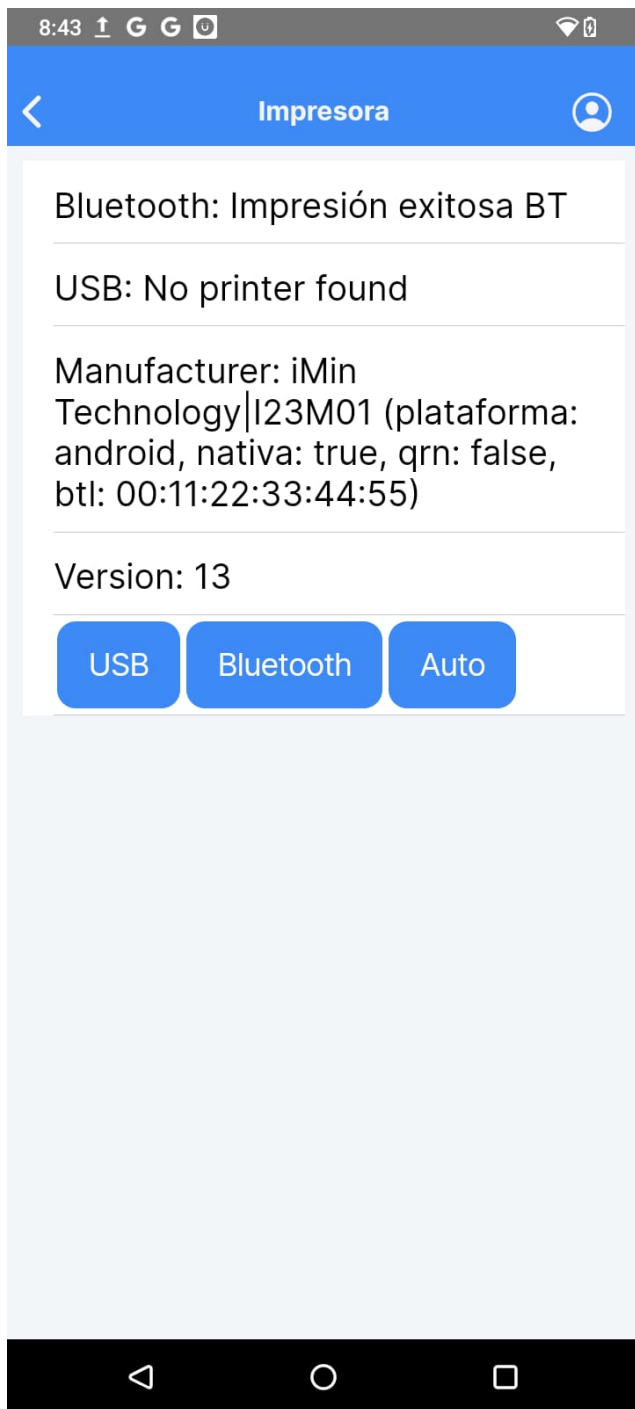 8:43
Impresora
Bluetooth: Impresión exitosa BT
USB: No printer found
Manufacturer: iMin
Technology|I23M01 (plataforma:
android, nativa: true, qrn: false,
btl: 00:11:22:33:44:55)
Version: 13
USB Bluetooth Auto